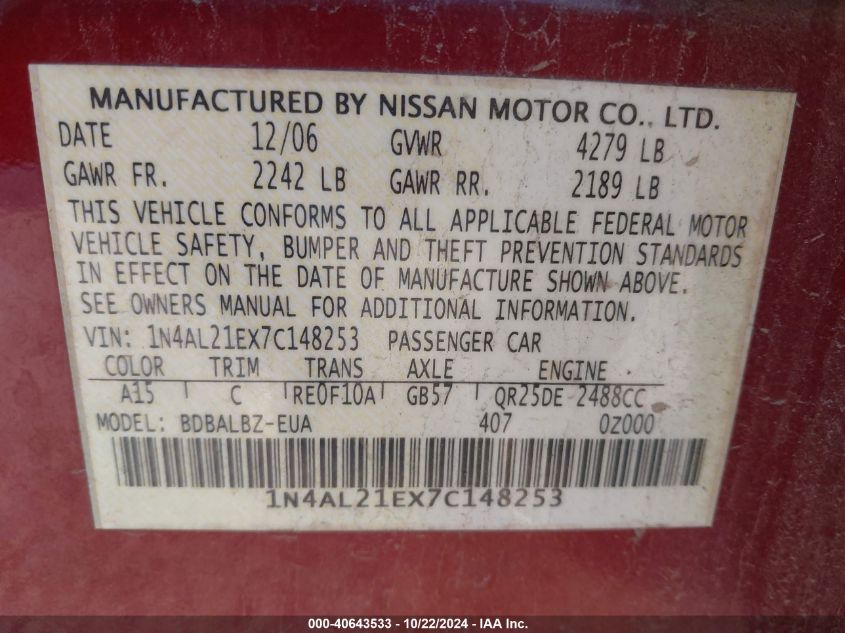 MANUFACTURED BY NISSAN MOTOR CO., LTD.
DATE 12/06 GVWR 4279 LB
GAWR FR. 2242 LB GAWR RR. 2189 LB
THIS VEHICLE CONFORMS TO ALL APPLICABLE FEDERAL MOTOR
VEHICLE SAFETY, BUMPER AND THEFT PREVENTION STANDARDS
IN EFFECT ON THE DATE OF MANUFACTURE SHOWN ABOVE.
SEE OWNERS MANUAL FOR ADDITIONAL INFORMATION.
VIN: 1N4AL21EX7C148253 PASSENGER CAR
COLOR TRIM TRANS AXLE ENGINE
A15 C RE0F10A GB57 QR25DE 2488CC
MODEL: BDBALBZ-EUA 407 0Z000
1N4AL21EX7C148253
000-40643533 - 10/22/2024 - IAA Inc.